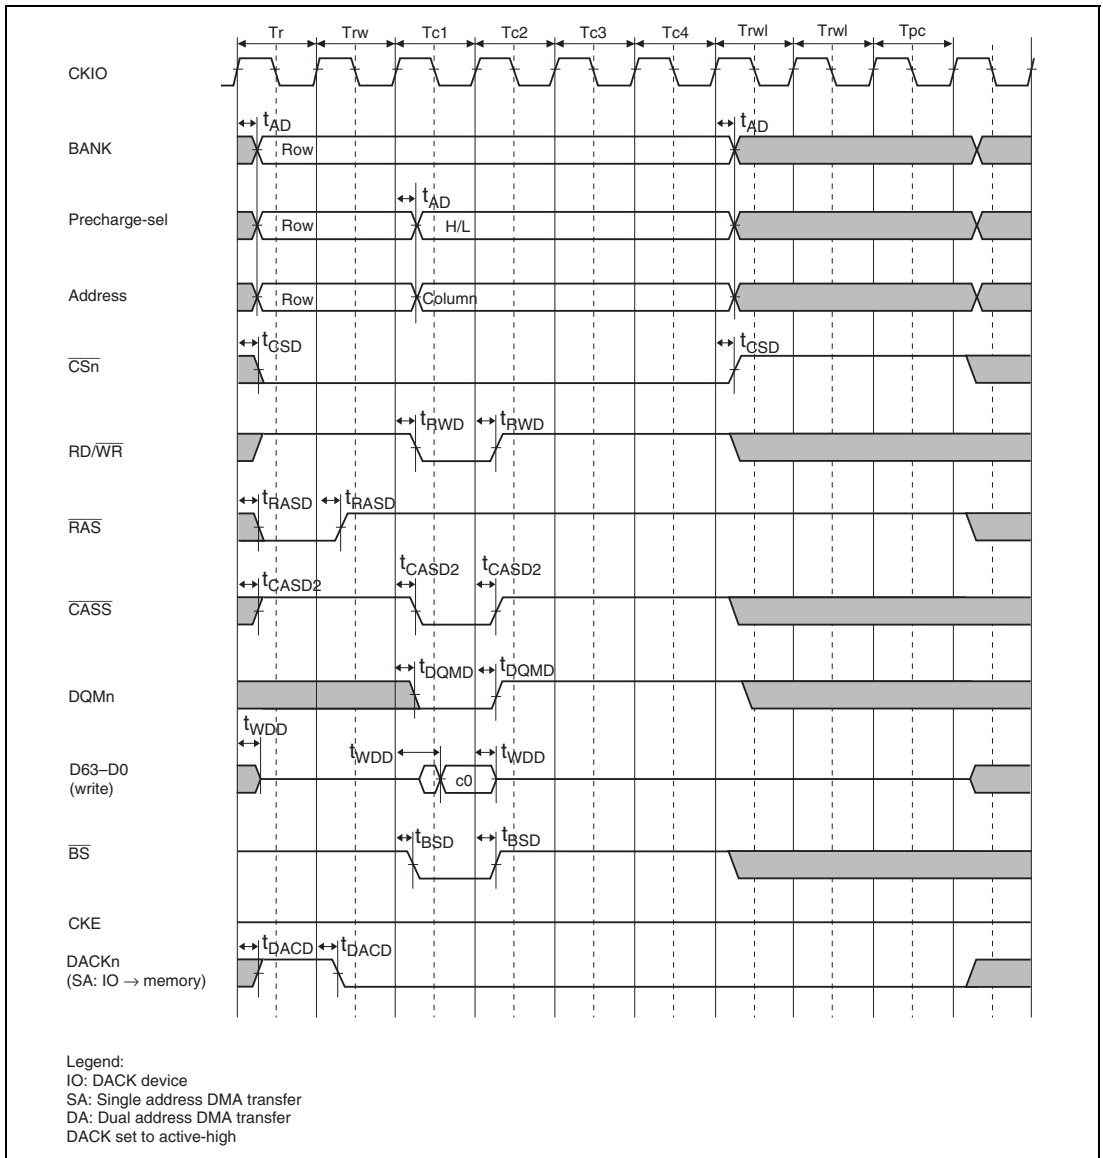 Tr Trw Tc1 Tc2 Tc3 Tc4 Trwl Trwl Tpc
CKIO
tAD tAD
BANK Row
tAD
Precharge-sel Row H/L
Address Row Column
tCSD tCSD
CSn
tRWD tRWD
RD/WR
tRASD tRASD
RAS
tCASD2 tCASD2 tCASD2
CASS
tDQMD tDQMD
DQMn
tWDD tWDD tWDD
D63–D0 c0
(write)
tBSD tBSD
BS
CKE
tDACD tDACD
DACKn
(SA: IO → memory)
Legend:
IO: DACK device
SA: Single address DMA transfer
DA: Dual address DMA transfer
DACK set to active-high